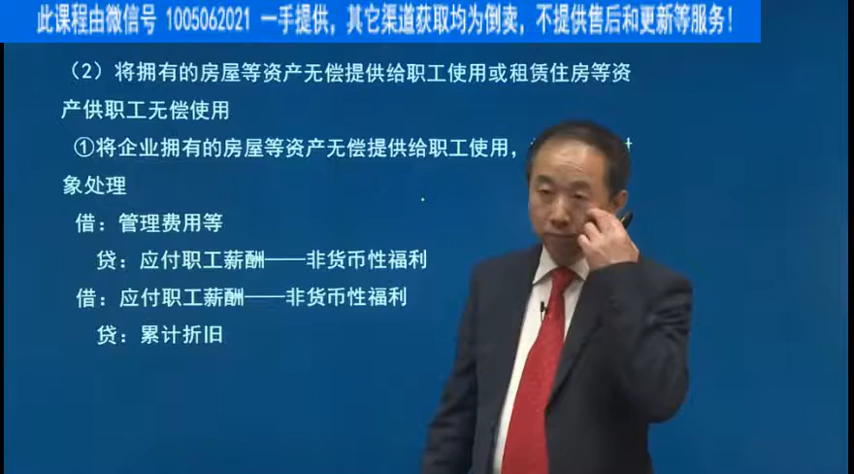 此课程由微信号 1005062021 一手提供，其它渠道获取均为倒卖，不提供售后和更新等服务！
（2）将拥有的房屋等资产无偿提供给职工使用或租赁住房等资
产供职工无偿使用
①将企业拥有的房屋等资产无偿提供给职工使用，
象处理
借：管理费用等
贷：应付职工薪酬——非货币性福利
借：应付职工薪酬——非货币性福利
贷：累计折旧